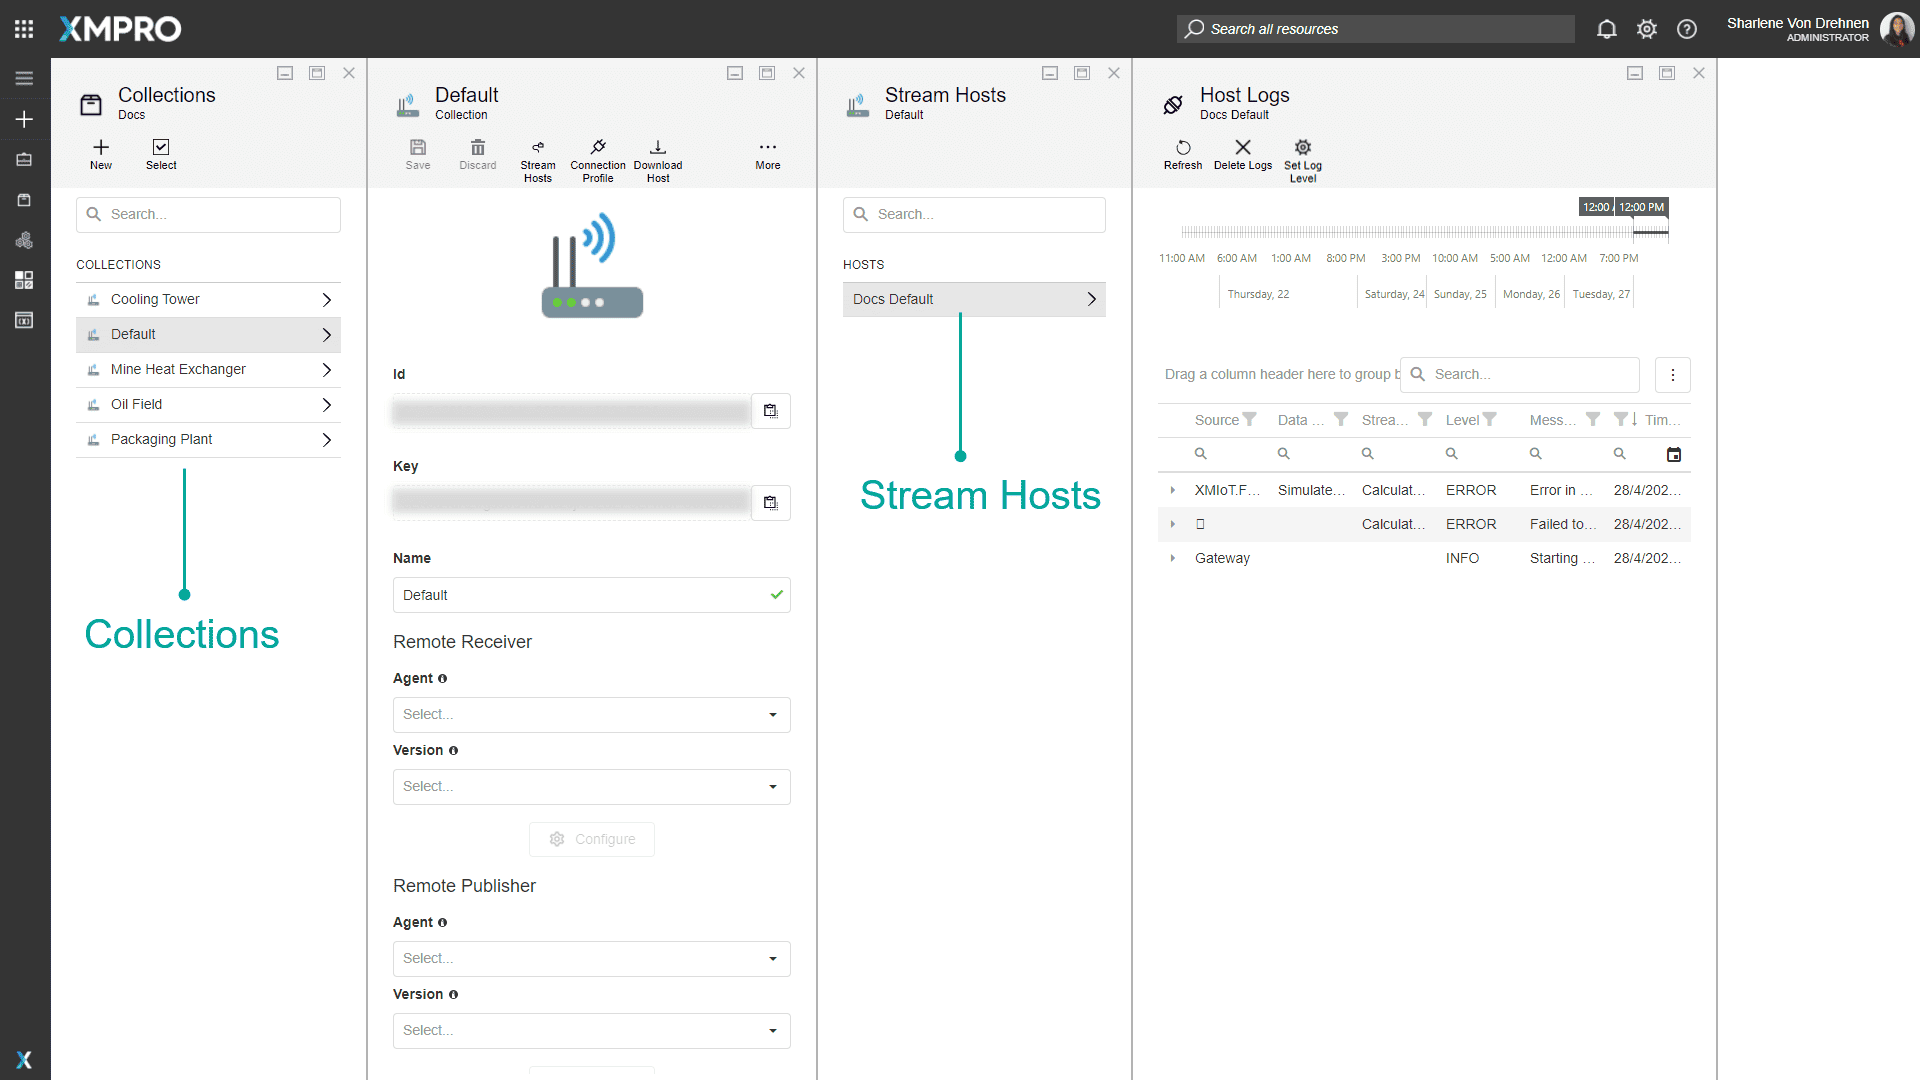 XMPRO
Search all resources
Sharlene Von Drehnen
ADMINISTRATOR
Collections
Docs
New
Select
Search...
COLLECTIONS
Cooling Tower
Default
Mine Heat Exchanger
Oil Field
Packaging Plant
Collections
Default
Collection
Save
Discard
Stream Hosts
Connection Profile
Download Host
More
Id
Key
Name
Default
Remote Receiver
Agent
Select...
Version
Select...
Configure
Remote Publisher
Agent
Select...
Version
Select...
Stream Hosts
Default
Search...
HOSTS
Docs Default
Stream Hosts
Host Logs
Docs Default
Refresh
Delete Logs
Set Log Level
12:00 12:00 PM
11:00 AM 6:00 AM 1:00 AM 8:00 PM 3:00 PM 10:00 AM 5:00 AM 12:00 AM 7:00 PM
Thursday, 22 Saturday, 24 Sunday, 25 Monday, 26 Tuesday, 27
Drag a column header here to group b
Search...
Source Data ... Strea... Level Mess... Tim...
XMIoT.F... Simulate... Calculat... ERROR Error in ... 28/4/202...
Calculat... ERROR Failed to... 28/4/202...
Gateway INFO Starting ... 28/4/202...